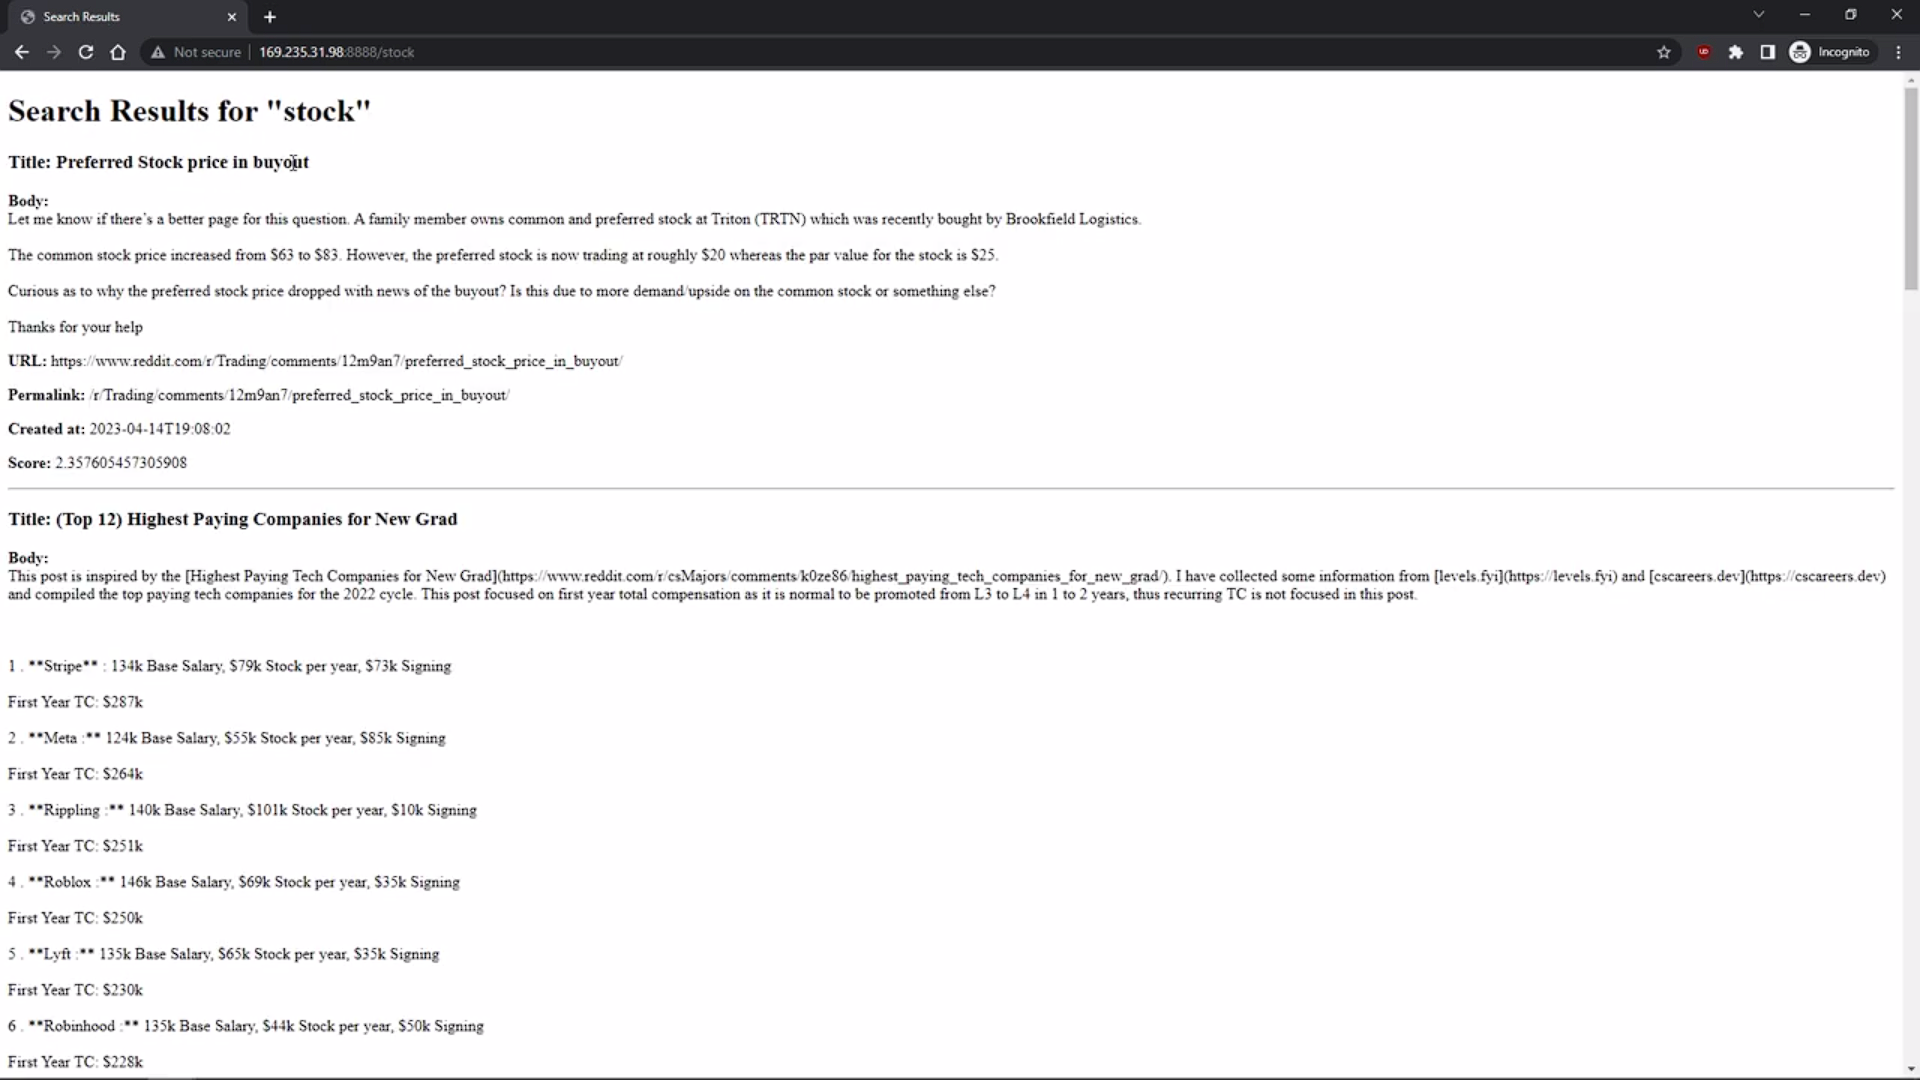 Search Results
Not secure
169.235.31.98:8888/stock
Incognito
Search Results for "stock"
Title: Preferred Stock price in buyout
Body:
Let me know if there's a better page for this question. A family member owns common and preferred stock at Triton (TRTN) which was recently bought by Brookfield Logistics.
The common stock price increased from $63 to $83. However, the preferred stock is now trading at roughly $20 whereas the par value for the stock is $25.
Curious as to why the preferred stock price dropped with news of the buyout? Is this due to more demand/upside on the common stock or something else?
Thanks for your help
URL: https://www.reddit.com/r/Trading/comments/12m9an7/preferred_stock_price_in_buyout/
Permalink: /r/Trading/comments/12m9an7/preferred_stock_price_in_buyout/
Created at: 2023-04-14T19:08:02
Score: 2.357605457305908
Title: (Top 12) Highest Paying Companies for New Grad
Body:
This post is inspired by the [Highest Paying Tech Companies for New Grad](https://www.reddit.com/r/csMajors/comments/k0ze86/highest_paying_tech_companies_for_new_grad/). I have collected some information from [levels.fyi](https://levels.fyi) and [cscareers.dev](https://cscareers.dev)
and compiled the top paying tech companies for the 2022 cycle. This post focused on first year total compensation as it is normal to be promoted from L3 to L4 in 1 to 2 years, thus recurring TC is not focused in this post.
1 . **Stripe** : 134k Base Salary, $79k Stock per year, $73k Signing
First Year TC: $287k
2 . **Meta :** 124k Base Salary, $55k Stock per year, $85k Signing
First Year TC: $264k
3 . **Rippling :** 140k Base Salary, $101k Stock per year, $10k Signing
First Year TC: $251k
4 . **Roblox :** 146k Base Salary, $69k Stock per year, $35k Signing
First Year TC: $250k
5 . **Lyft :** 135k Base Salary, $65k Stock per year, $35k Signing
First Year TC: $230k
6 . **Robinhood :** 135k Base Salary, $44k Stock per year, $50k Signing
First Year TC: $228k